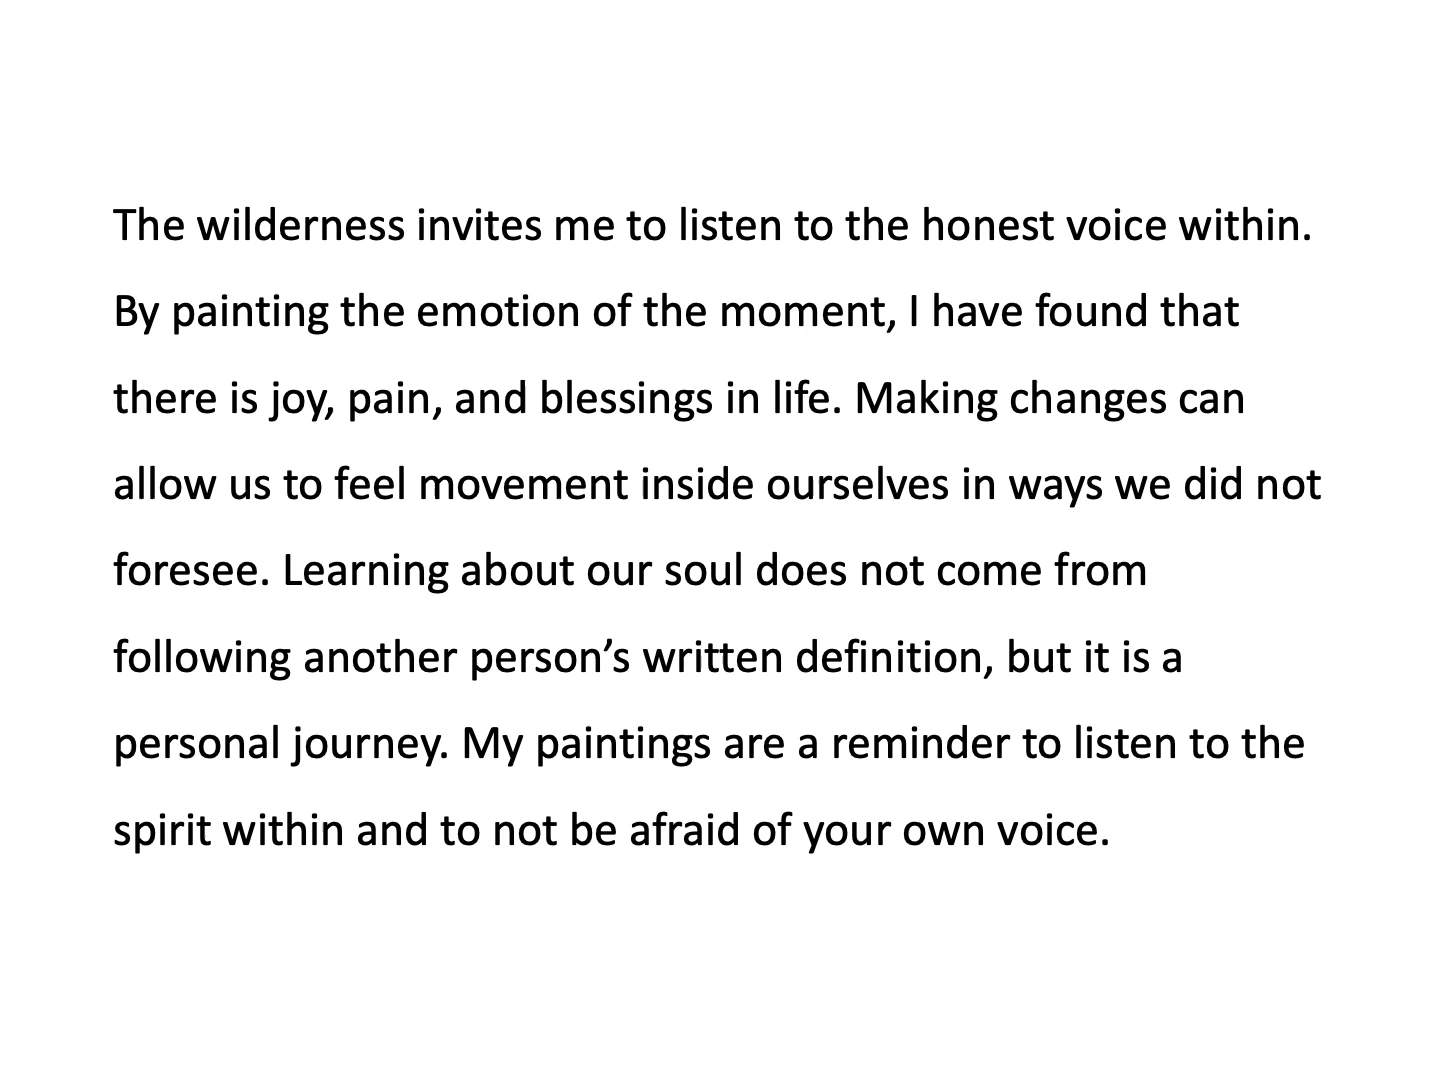 The wilderness invites me to listen to the honest voice within.
By painting the emotion of the moment, I have found that
there is joy, pain, and blessings in life. Making changes can
allow us to feel movement inside ourselves in ways we did not
foresee. Learning about our soul does not come from
following another person’s written definition, but it is a
personal journey. My paintings are a reminder to listen to the
spirit within and to not be afraid of your own voice.